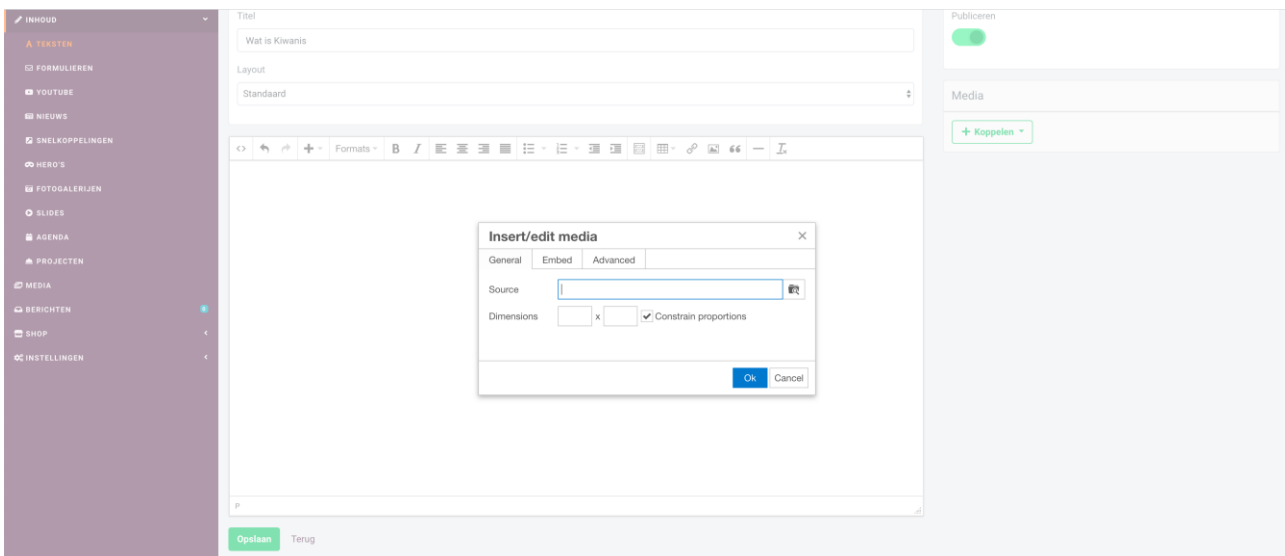 INHOUD
TEKSTEN
FORMULIEREN
YOUTUBE
NIEUWS
SNELKOPPELINGEN
HERO'S
FOTOGALERIJEN
SLIDES
AGENDA
PROJECTEN
MEDIA
BERICHTEN
SHOP
INSTELLINGEN
Titel
Wat is Kiwanis
Layout
Standaard
Formats
Insert/edit media
General Embed Advanced
Source
Dimensions x Constrain proportions
Ok Cancel
P
Opslaan Terug
Publiceren
Media
+ Koppelen